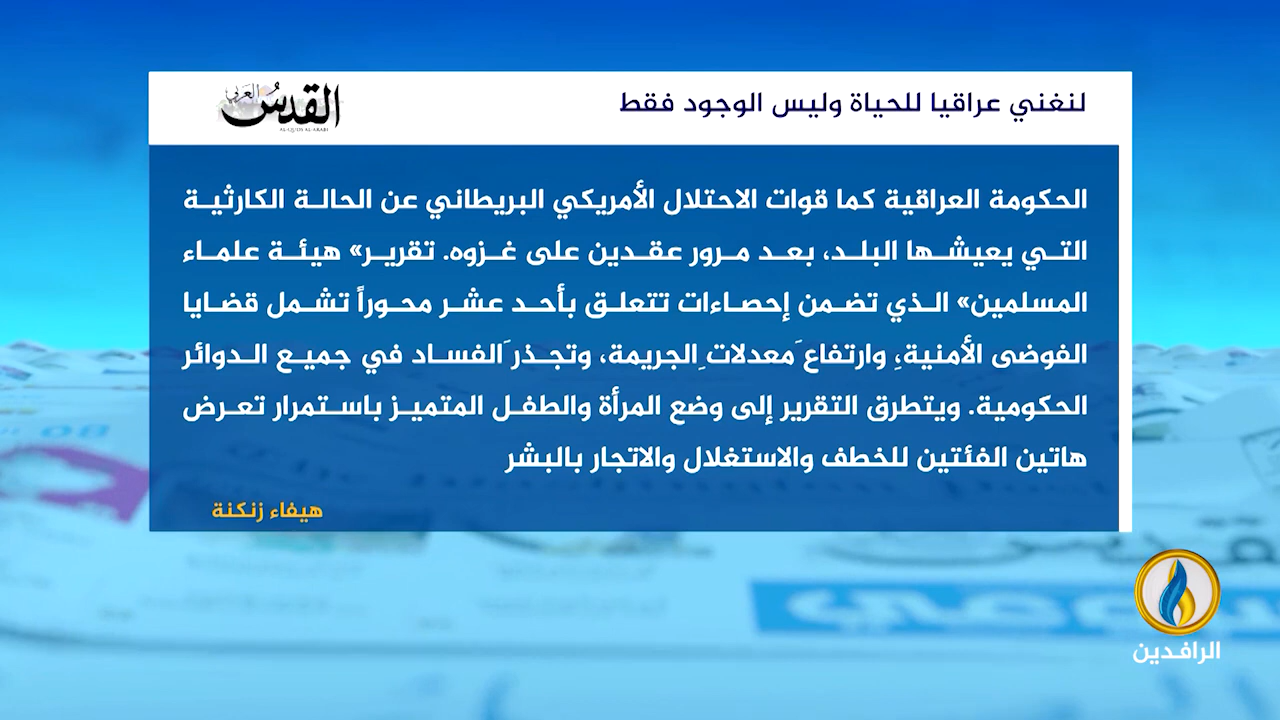 لنغني عراقيا للحياة وليس الوجود فقط
القدس العربي
AL-QUDS AL-ARABI
الحكومة العراقية كما قوات الاحتلال الأمريكي البريطاني عن الحالة الكارثية
التي يعيشها البلد، بعد مرور عقدين على غزوه. تقرير» هيئة علماء
المسلمين» الذي تضمن إحصاءات تتعلق بأحد عشر محوراً تشمل قضايا
الفوضى الأمنيةِ، وارتفاعَ معدلاتِ الجريمة، وتجذرَ الفساد في جميع الدوائر
الحكومية. ويتطرق التقرير إلى وضع المرأة والطفل المتميز باستمرار تعرض
هاتين الفئتين للخطف والاستغلال والاتجار بالبشر
هيفاء زنكنة
الرافدين